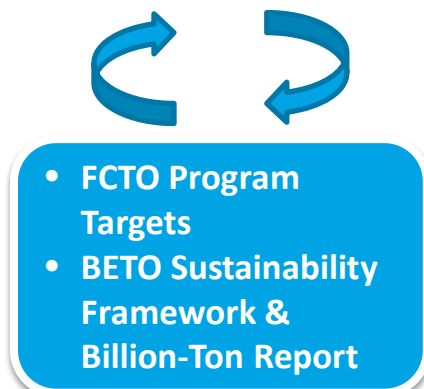 • FCTO Program
Targets
• BETO Sustainability
Framework &
Billion-Ton Report